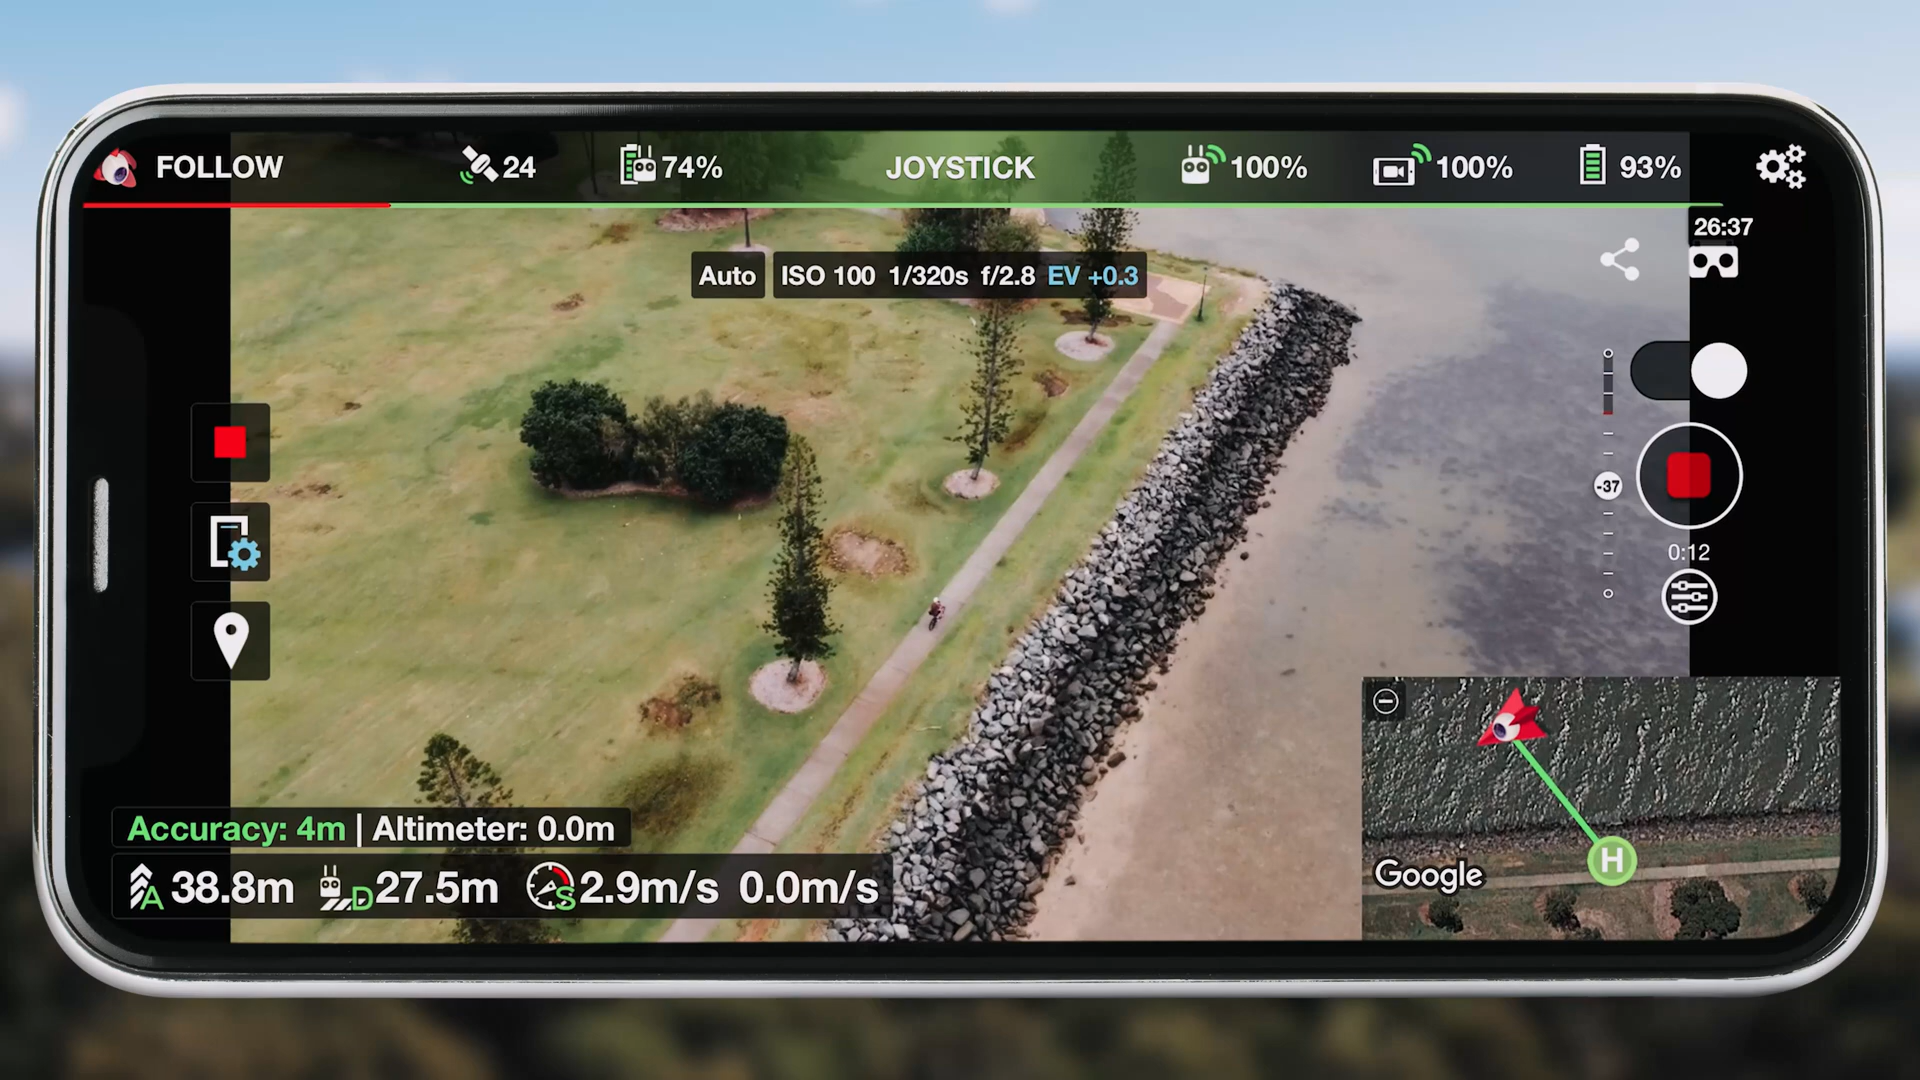 FOLLOW 24 74% JOYSTICK 100% 100% 93%
26:37
Auto ISO 100 1/320s f/2.8 EV +0.3
-37
0:12
Accuracy: 4m | Altimeter: 0.0m
A 38.8m D 27.5m S 2.9m/s 0.0m/s
H
Google